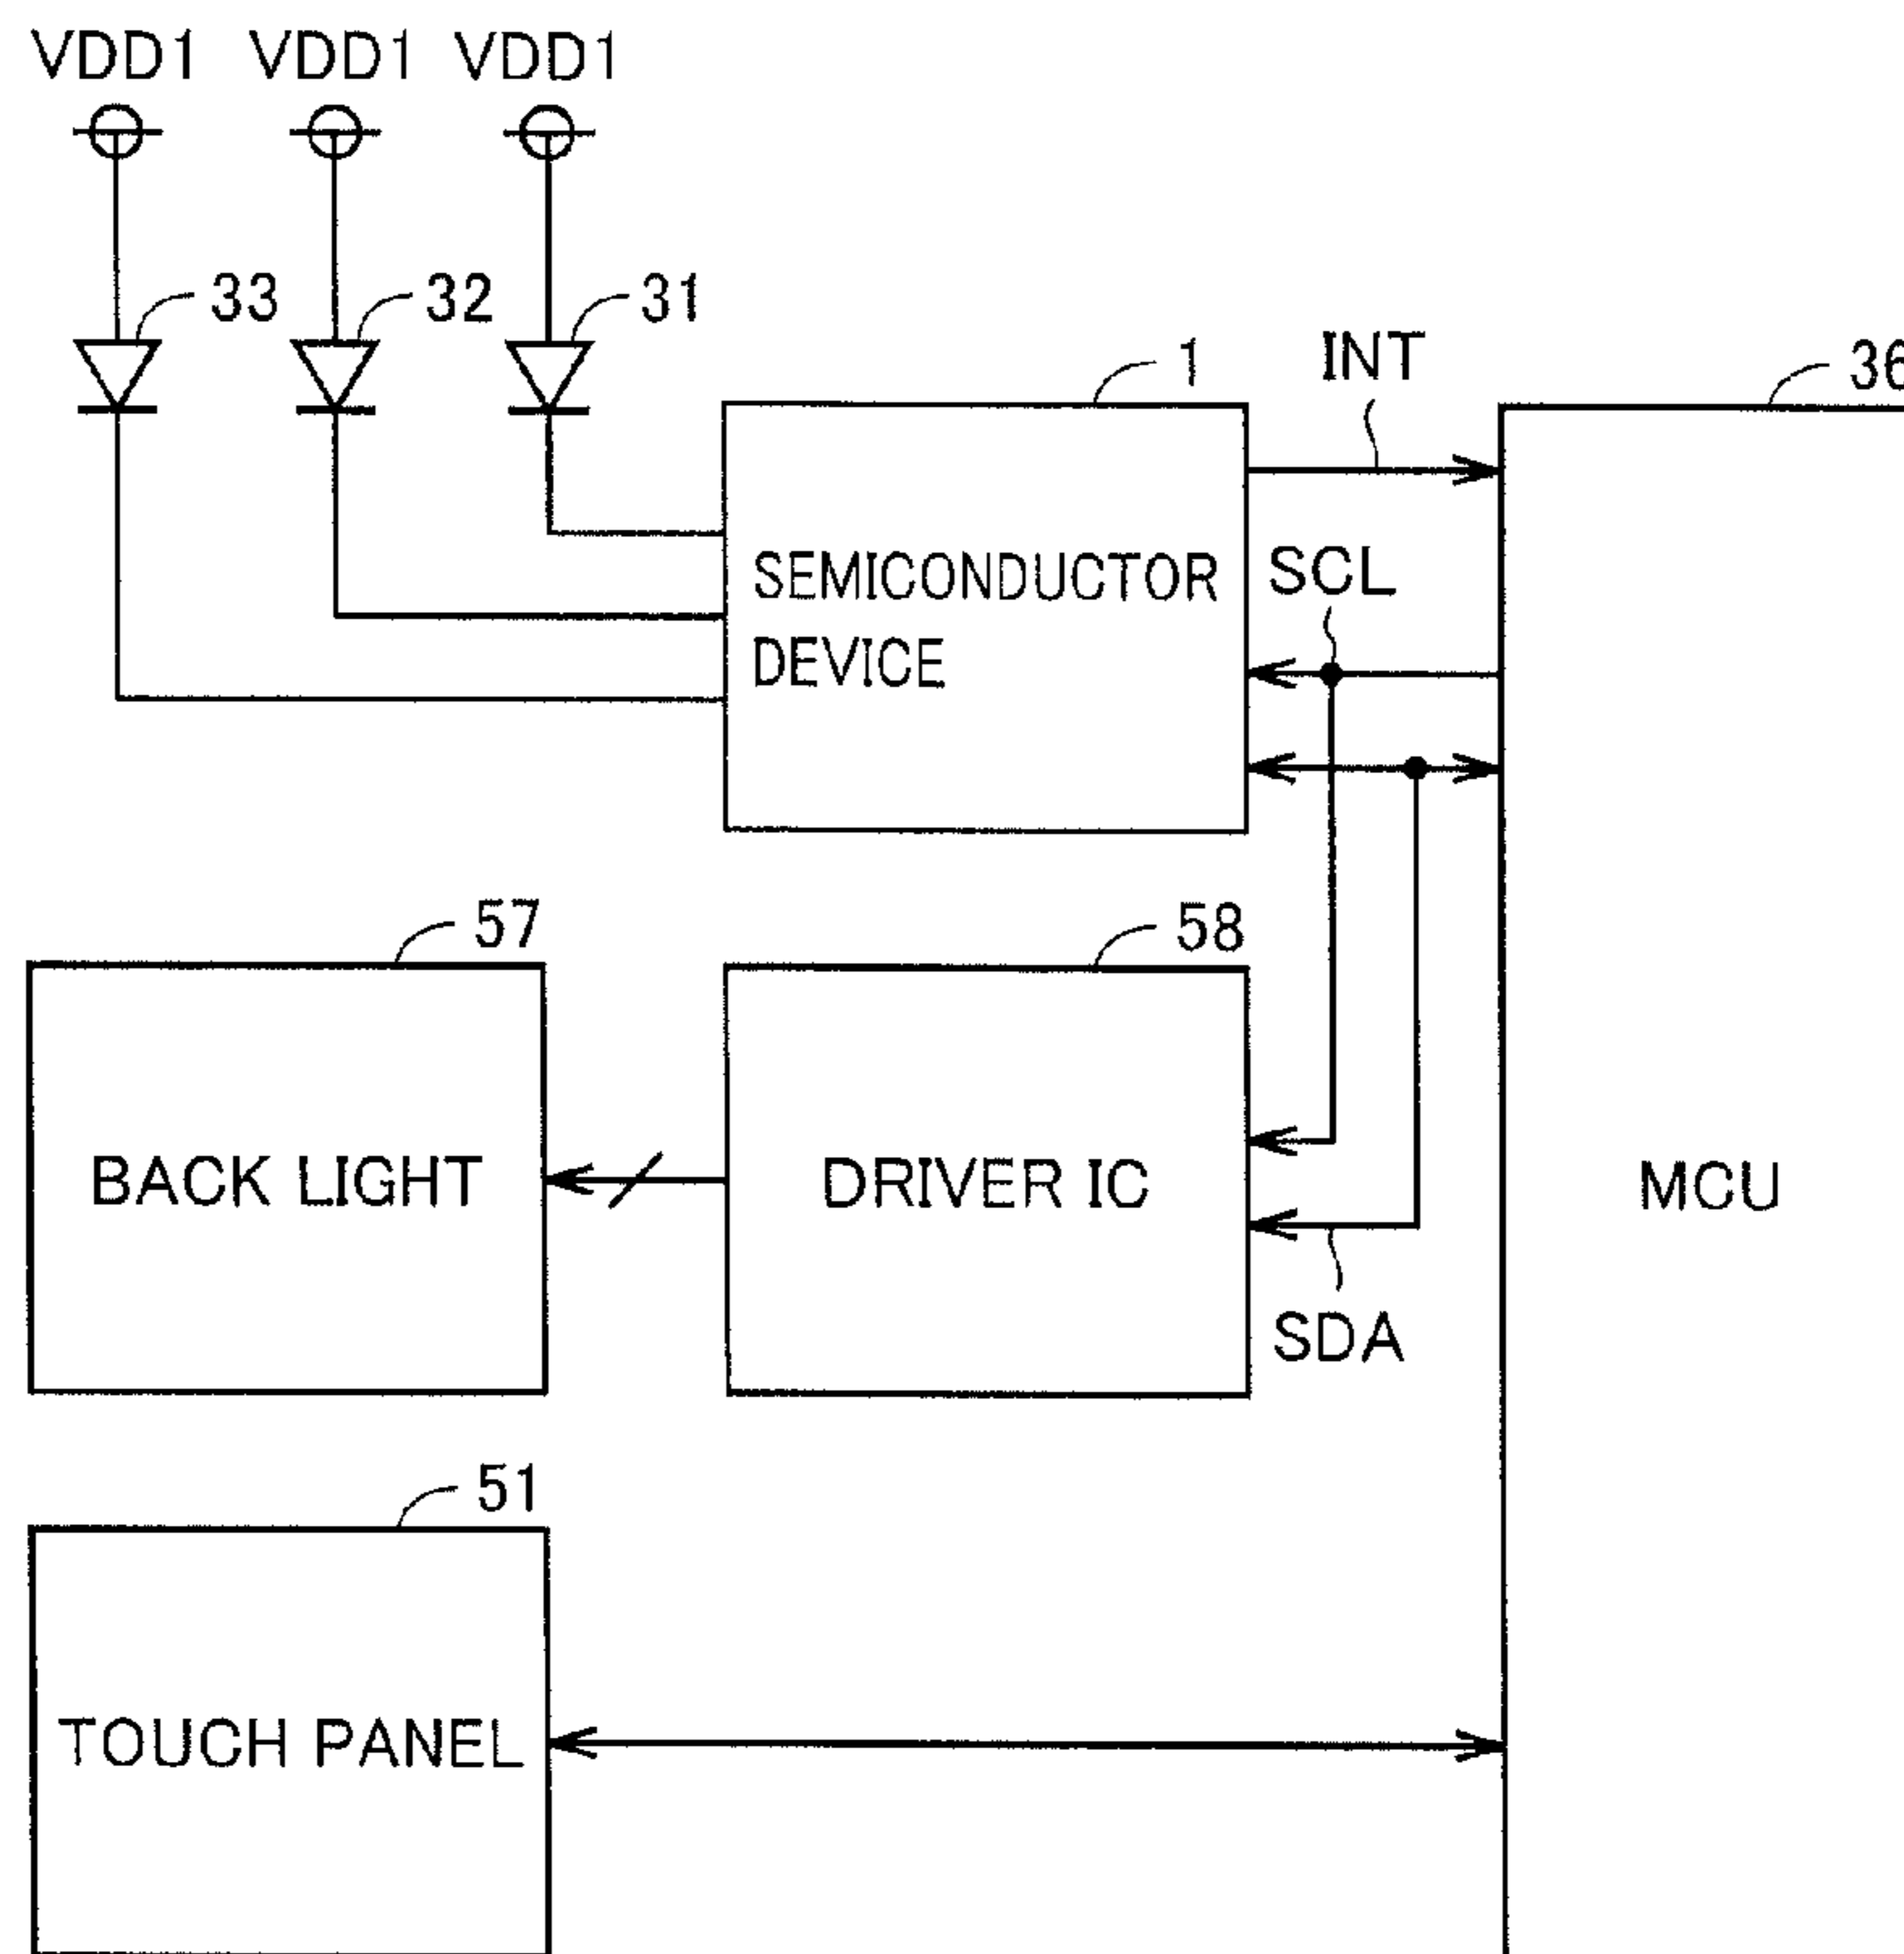 VDD1 VDD1 VDD1
33 32 31
1
INT
36
SEMICONDUCTOR
DEVICE
SCL
57
58
BACK LIGHT
DRIVER IC
MCU
SDA
51
TOUCH PANEL